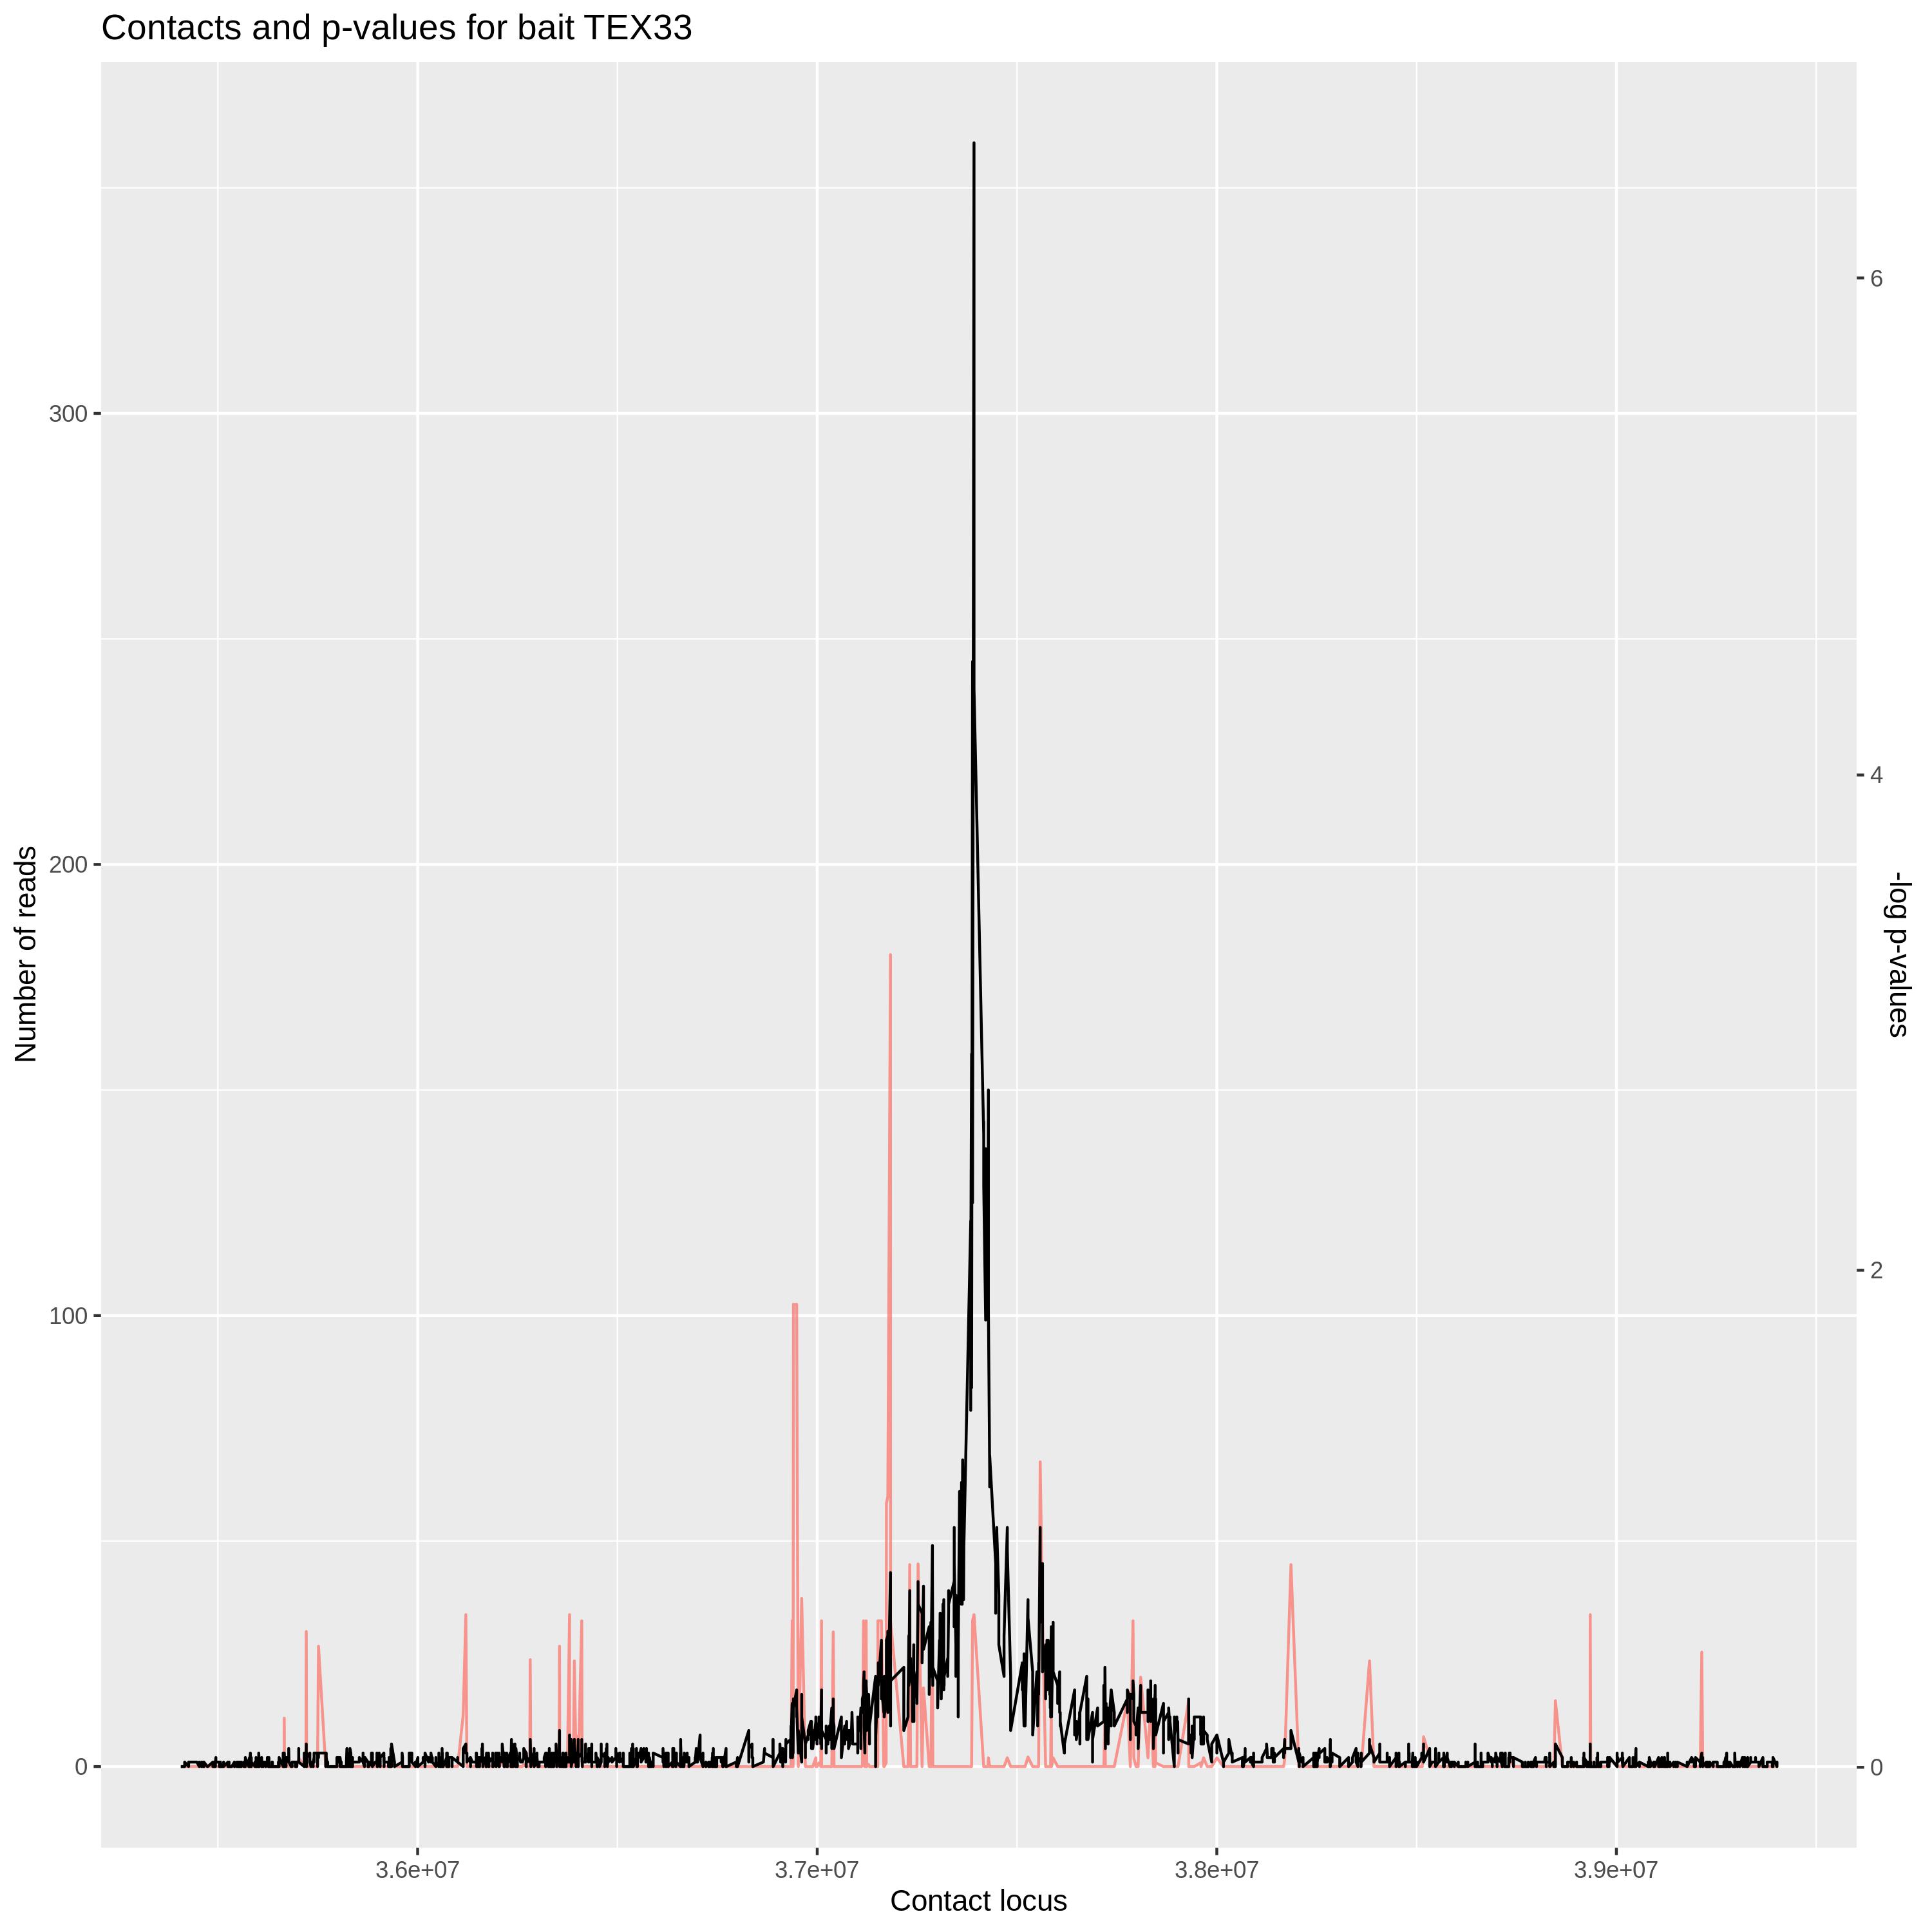 Contacts and p-values for bait TEX33
Number of reads
300
200
100
0
6
4
2
0
-log p-values
3.6e+07
3.7e+07
3.8e+07
3.9e+07
Contact locus